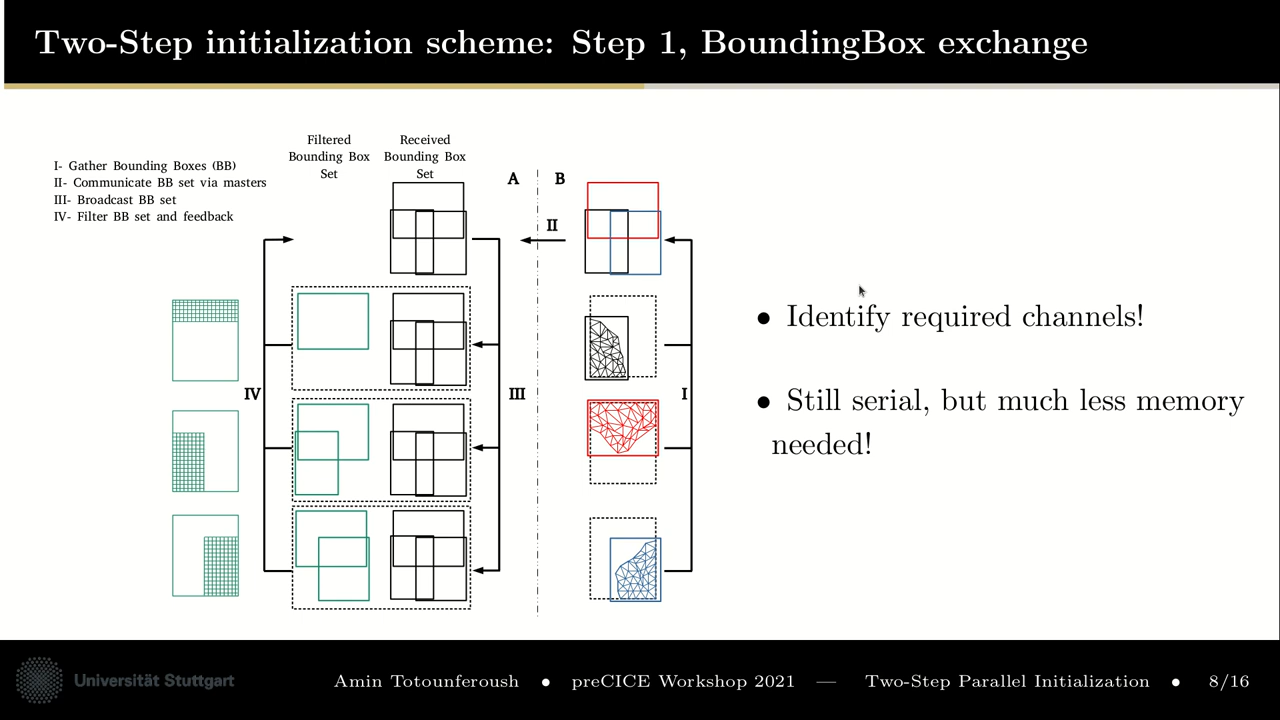 Two-Step initialization scheme: Step 1, BoundingBox exchange
I- Gather Bounding Boxes (BB)
II- Communicate BB set via masters
III- Broadcast BB set
IV- Filter BB set and feedback
Filtered
Bounding Box
Set
Received
Bounding Box
Set
A
B
II
IV
III
I
• Identify required channels!
• Still serial, but much less memory
needed!
Universität Stuttgart
Amin Totounferoush • preCICE Workshop 2021 — Two-Step Parallel Initialization • 8/16